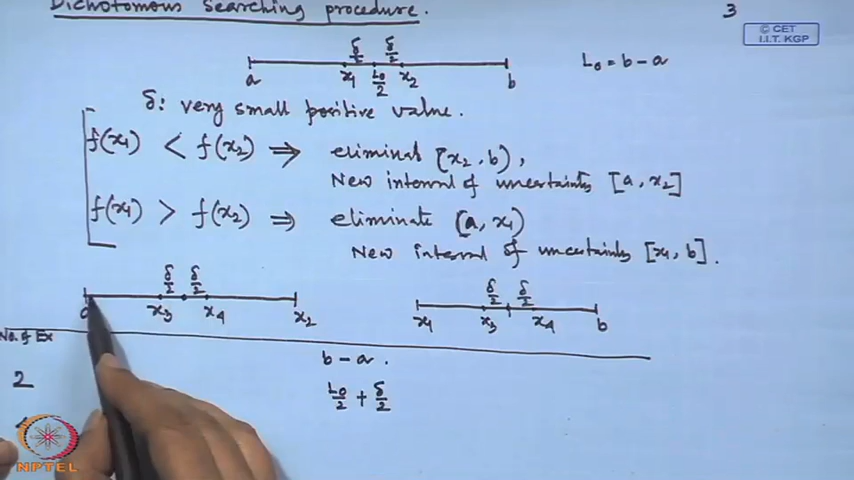 Dichotomous Searching procedure.
3
© CET
I.I.T. KGP
δ/2 δ/2
a x1 L0/2 x2 b
L0 = b - a
δ: very small positive value.
f(x1) < f(x2) ⇒ eliminat [x2, b),
New interval of uncertainty [a, x2]
f(x1) > f(x2) ⇒ eliminate (a, x1)
New interval of uncertainty [x1, b].
δ/2 δ/2 δ/2 δ/2
x3 x4 x2 x1 x3 x4 b
No. of Ex
b - a.
2 L0/2 + δ/2
NPTEL